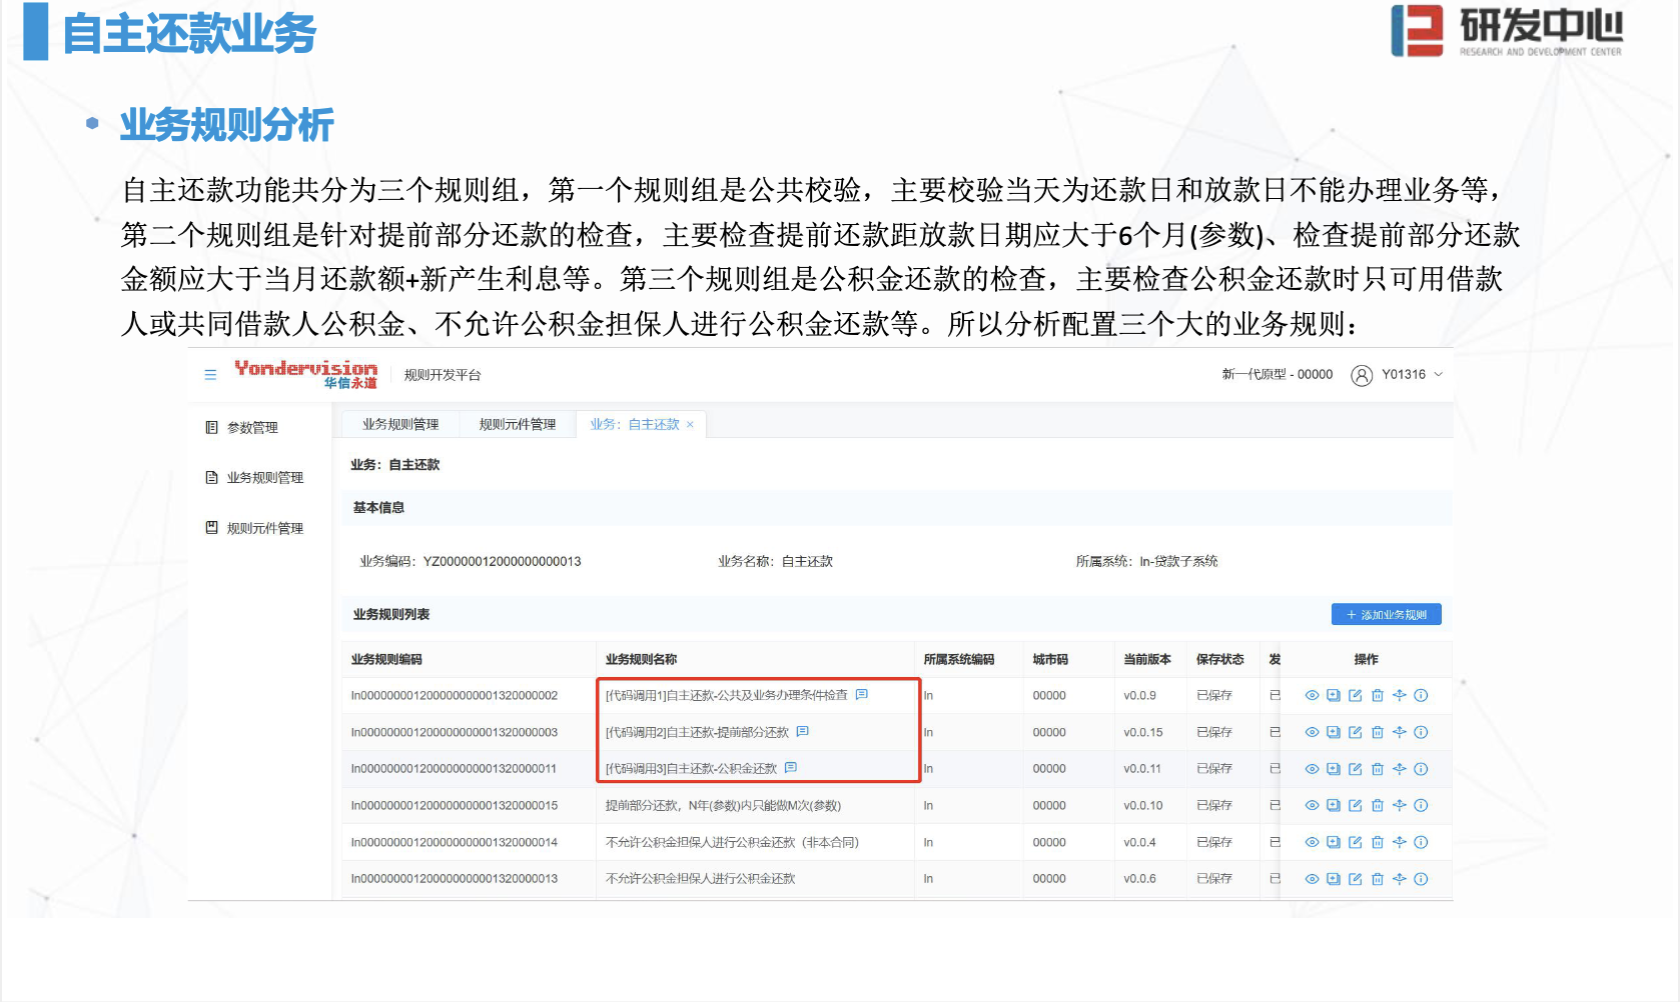 自主还款业务
研发中心
RESEARCH AND DEVELOPMENT CENTER
业务规则分析
自主还款功能共分为三个规则组，第一个规则组是公共校验，主要校验当天为还款日和放款日不能办理业务等，
第二个规则组是针对提前部分还款的检查，主要检查提前还款距放款日期应大于6个月(参数)、检查提前部分还款
金额应大于当月还款额+新产生利息等。第三个规则组是公积金还款的检查，主要检查公积金还款时只可用借款
人或共同借款人公积金、不允许公积金担保人进行公积金还款等。所以分析配置三个大的业务规则：
Yondervision
华信永道
规则开发平台
新一代原型 - 00000
Y01316
参数管理
业务规则管理
规则元件管理
业务规则管理 规则元件管理 业务：自主还款 ×
业务：自主还款
基本信息
业务编码：YZ00000012000000000013 业务名称：自主还款 所属系统：ln-贷款子系统
业务规则列表
+ 添加业务规则
业务规则编码 业务规则名称 所属系统编码 城市码 当前版本 保存状态 发 操作
ln00000000120000000001320000002 [代码调用1]自主还款-公共及业务办理条件检查 ln 00000 v0.0.9 已保存 已
ln00000000120000000001320000003 [代码调用2]自主还款-提前部分还款 ln 00000 v0.0.15 已保存 已
ln00000000120000000001320000011 [代码调用3]自主还款-公积金还款 ln 00000 v0.0.11 已保存 已
ln00000000120000000001320000015 提前部分还款，N年(参数)内只能做M次(参数) ln 00000 v0.0.10 已保存 已
ln00000000120000000001320000014 不允许公积金担保人进行公积金还款（非本合同) ln 00000 v0.0.4 已保存 已
ln00000000120000000001320000013 不允许公积金担保人进行公积金还款 ln 00000 v0.0.6 已保存 已